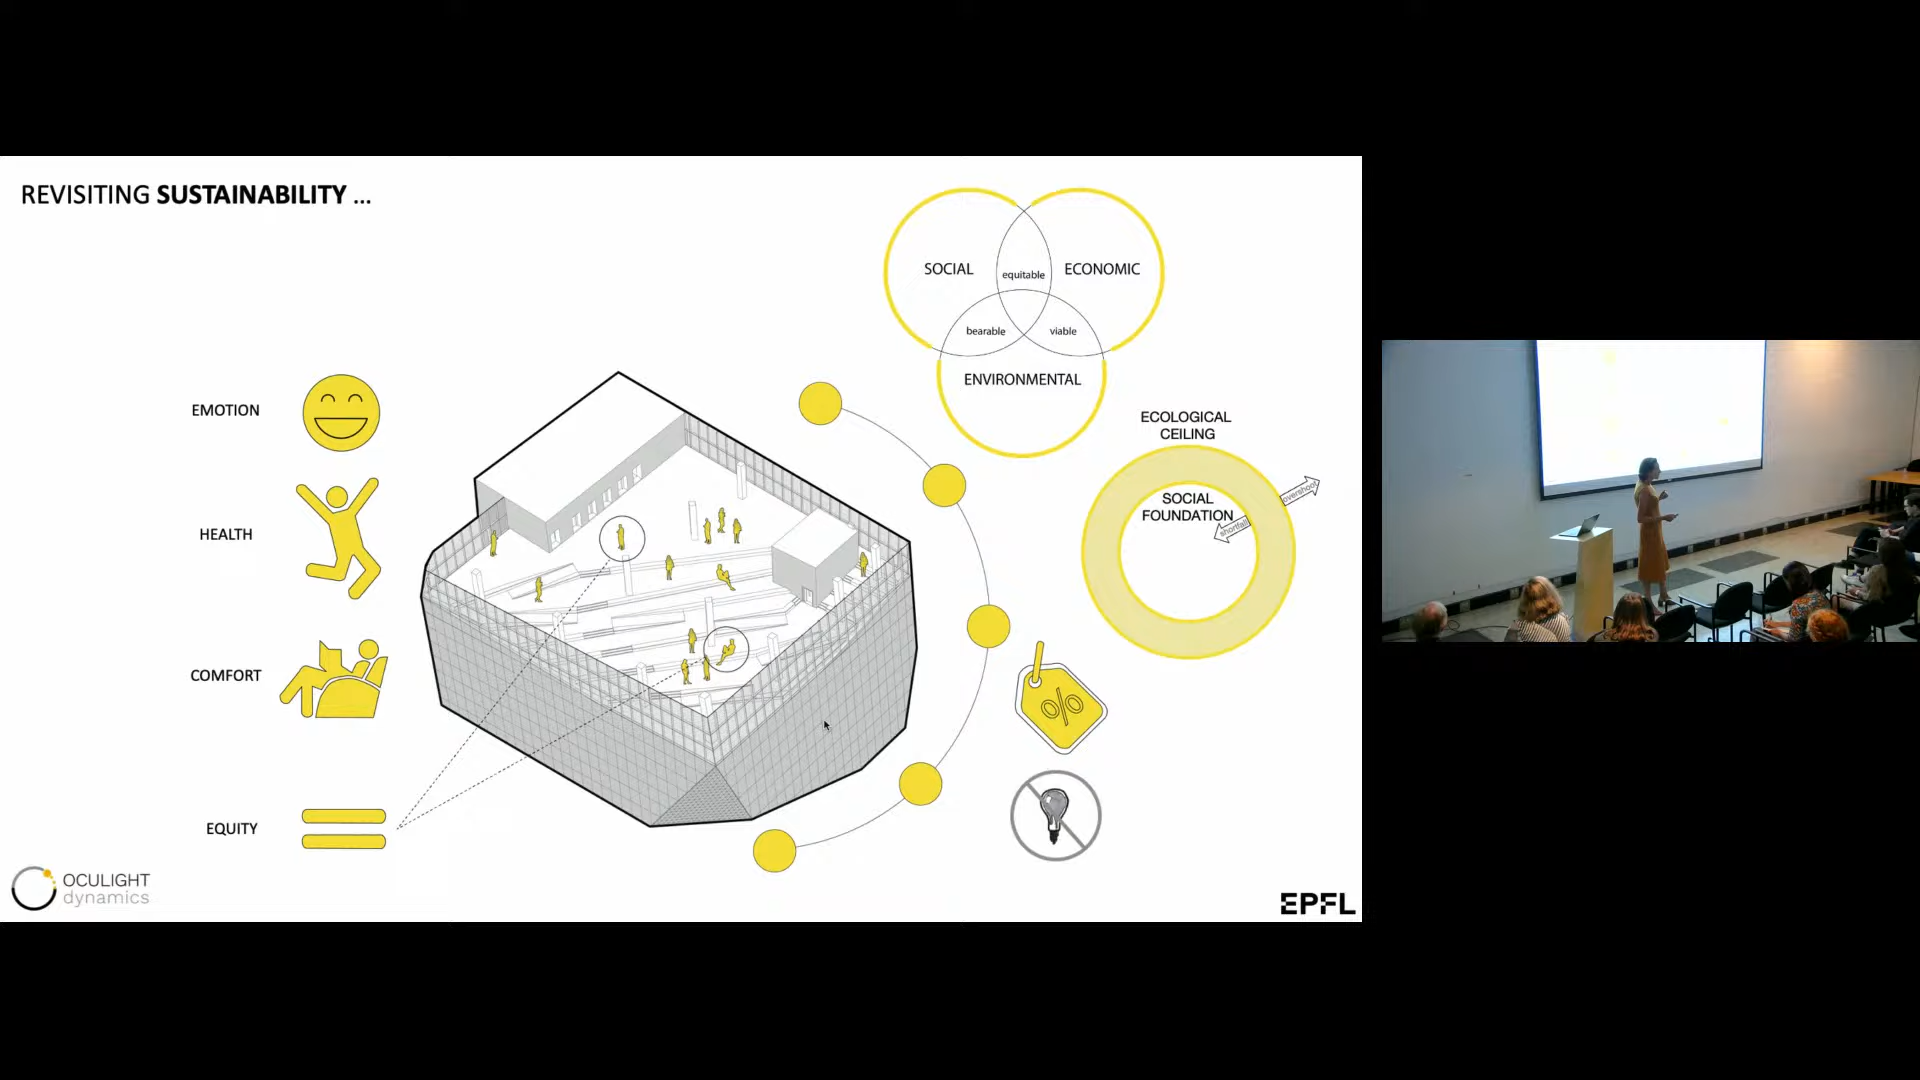 REVISITING SUSTAINABILITY ...
SOCIAL
equitable
ECONOMIC
bearable
viable
ENVIRONMENTAL
EMOTION
HEALTH
COMFORT
EQUITY
ECOLOGICAL
CEILING
overshoot
SOCIAL
FOUNDATION
shortfall
%
OCULIGHT
dynamics
EPFL